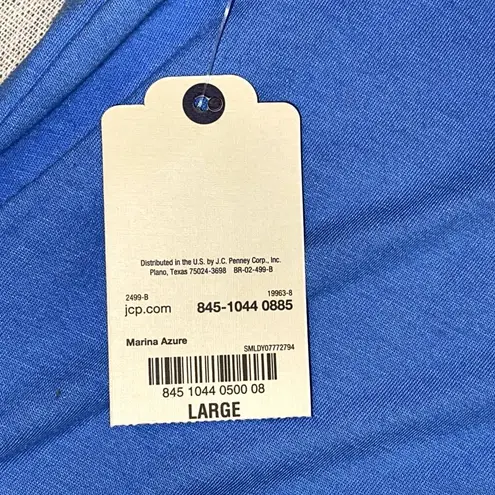 Distributed in the U.S. by J.C. Penney Corp., Inc.
Plano, Texas 75024-3698 BR-02-499-B
2499-B 19963-8
jcp.com 845-1044 0885
Marina Azure
SMLDY07772794
845 1044 0500 08
LARGE